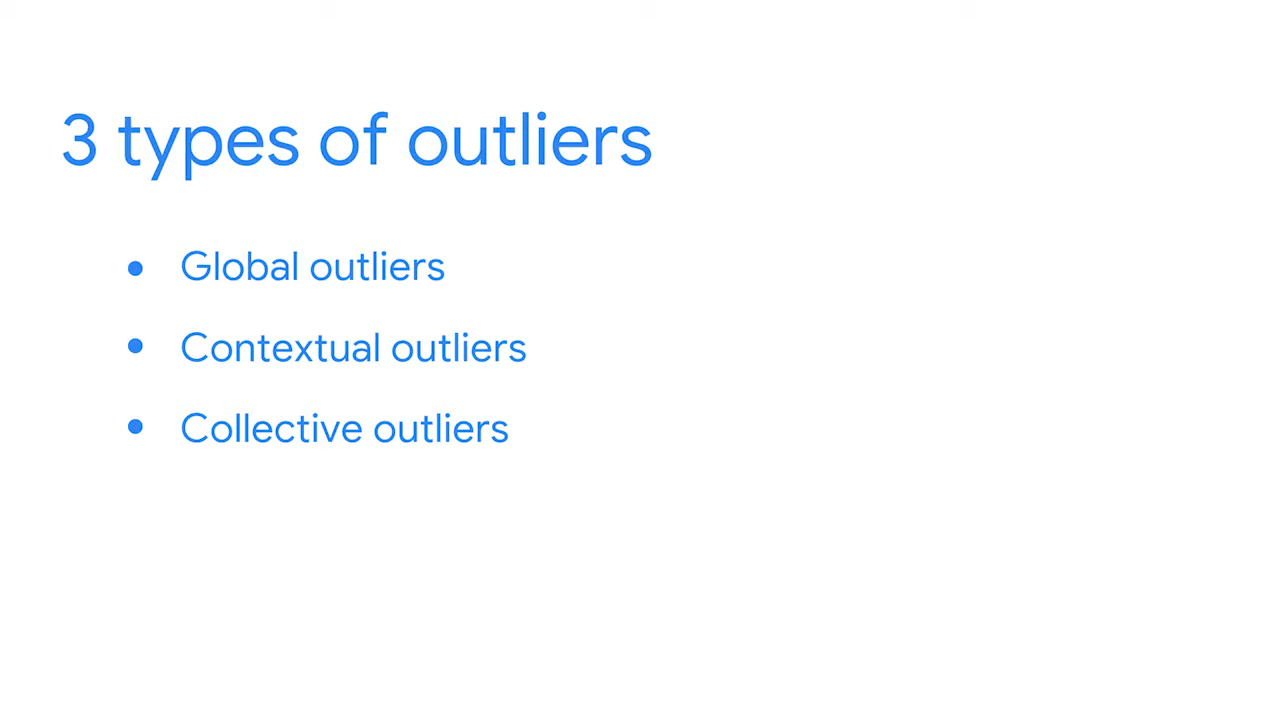 3 types of outliers
• Global outliers
• Contextual outliers
• Collective outliers